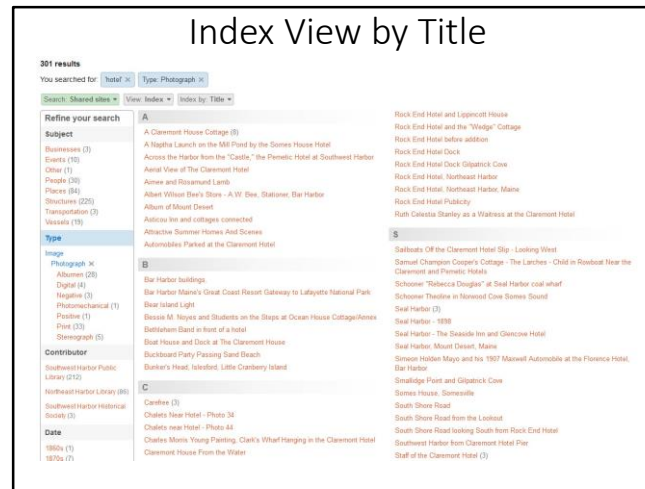 Index View by Title
301 results
You searched for: 'hotel' × Type: Photograph ×
Search: Shared sites ▾ View: Index ▾ Index by: Title ▾
Refine your search
Subject
Businesses (3)
Events (10)
Other (1)
People (30)
Places (84)
Structures (225)
Transportation (3)
Vessels (19)
Type
Image
Photograph ×
Albumen (28)
Digital (4)
Negative (3)
Photomechanical (1)
Positive (1)
Print (33)
Stereograph (5)
Contributor
Southwest Harbor Public
Library (212)
Northeast Harbor Library (86)
Southwest Harbor Historical
Society (3)
Date
1860s (1)
1870s (7)
A
A Claremont House Cottage (8)
A Naptha Launch on the Mill Pond by the Somes House Hotel
Across the Harbor from the "Castle," the Pemetic Hotel at Southwest Harbor
Aerial View of The Claremont Hotel
Aimee and Rosamund Lamb
Albert Wilson Bee's Store - A.W. Bee, Stationer, Bar Harbor
Album of Mount Desert
Asticou Inn and cottages connected
Attractive Summer Homes And Scenes
Automobiles Parked at the Claremont Hotel
B
Bar Harbor buildings
Bar Harbor Maine's Great Coast Resort Gateway to Lafayette National Park
Bear Island Light
Bessie M. Noyes and Students on the Steps at Ocean House Cottage/Annex
Bethlehem Band in front of a hotel
Boat House and Dock at The Claremont House
Buckboard Party Passing Sand Beach
Bunker's Head, Islesford, Little Cranberry Island
C
Carefree (3)
Chalets Near Hotel - Photo 34
Chalets near Hotel - Photo 44
Charles Morris Young Painting, Clark's Wharf Hanging in the Claremont Hotel
Claremont House From the Water
Rock End Hotel and Lippincott House
Rock End Hotel and the "Wedge" Cottage
Rock End Hotel before addition
Rock End Hotel Dock
Rock End Hotel Dock Gilpatrick Cove
Rock End Hotel, Northeast Harbor
Rock End Hotel, Northeast Harbor, Maine
Rock End Hotel Publicity
Ruth Celestia Stanley as a Waitress at the Claremont Hotel
S
Sailboats Off the Claremont Hotel Slip - Looking West
Samuel Champion Couper's Cottage - The Larches - Child in Rowboat Near the
Claremont and Pemetic Hotels
Schooner "Rebecca Douglas" at Seal Harbor coal wharf
Schooner Theoline in Norwood Cove Somes Sound
Seal Harbor (3)
Seal Harbor - 1898
Seal Harbor - The Seaside Inn and Glencove Hotel
Seal Harbor, Mount Desert, Maine
Simeon Holden Mayo and his 1907 Maxwell Automobile at the Florence Hotel,
Bar Harbor
Smallidge Point and Gilpatrick Cove
Somes House, Somesville
South Shore Road
South Shore Road from the Lookout
South Shore Road looking South from Rock End Hotel
Southwest Harbor from Claremont Hotel Pier
Staff of the Claremont Hotel (3)